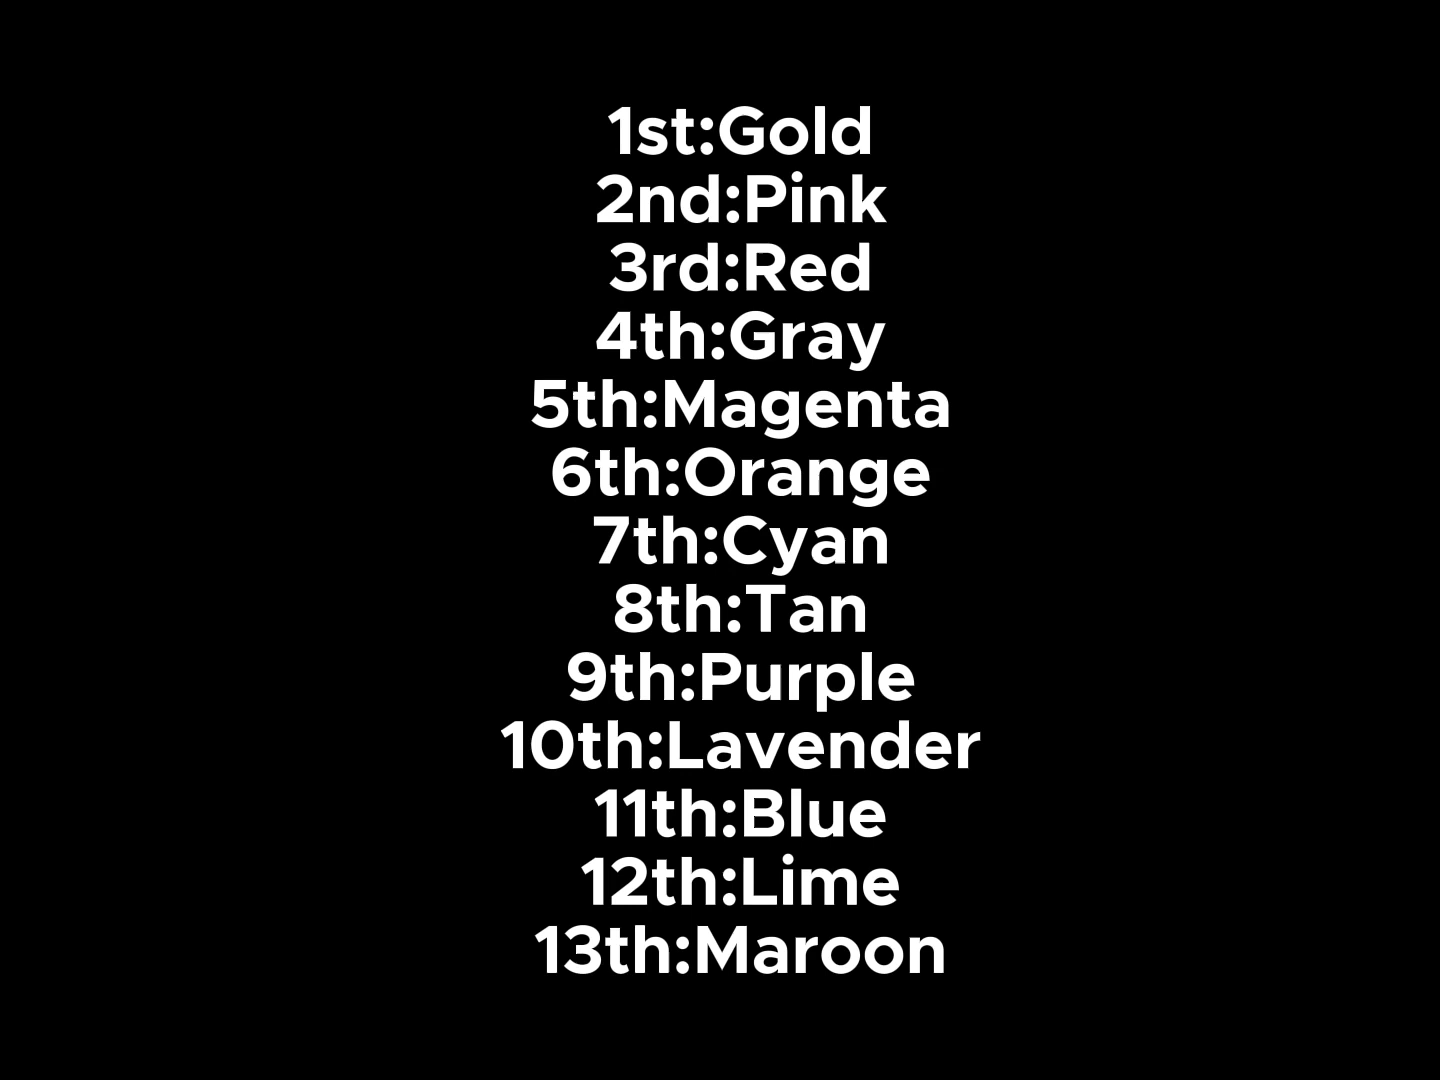 1st:Gold
2nd:Pink
3rd:Red
4th:Gray
5th:Magenta
6th:Orange
7th:Cyan
8th:Tan
9th:Purple
10th:Lavender
11th:Blue
12th:Lime
13th:Maroon